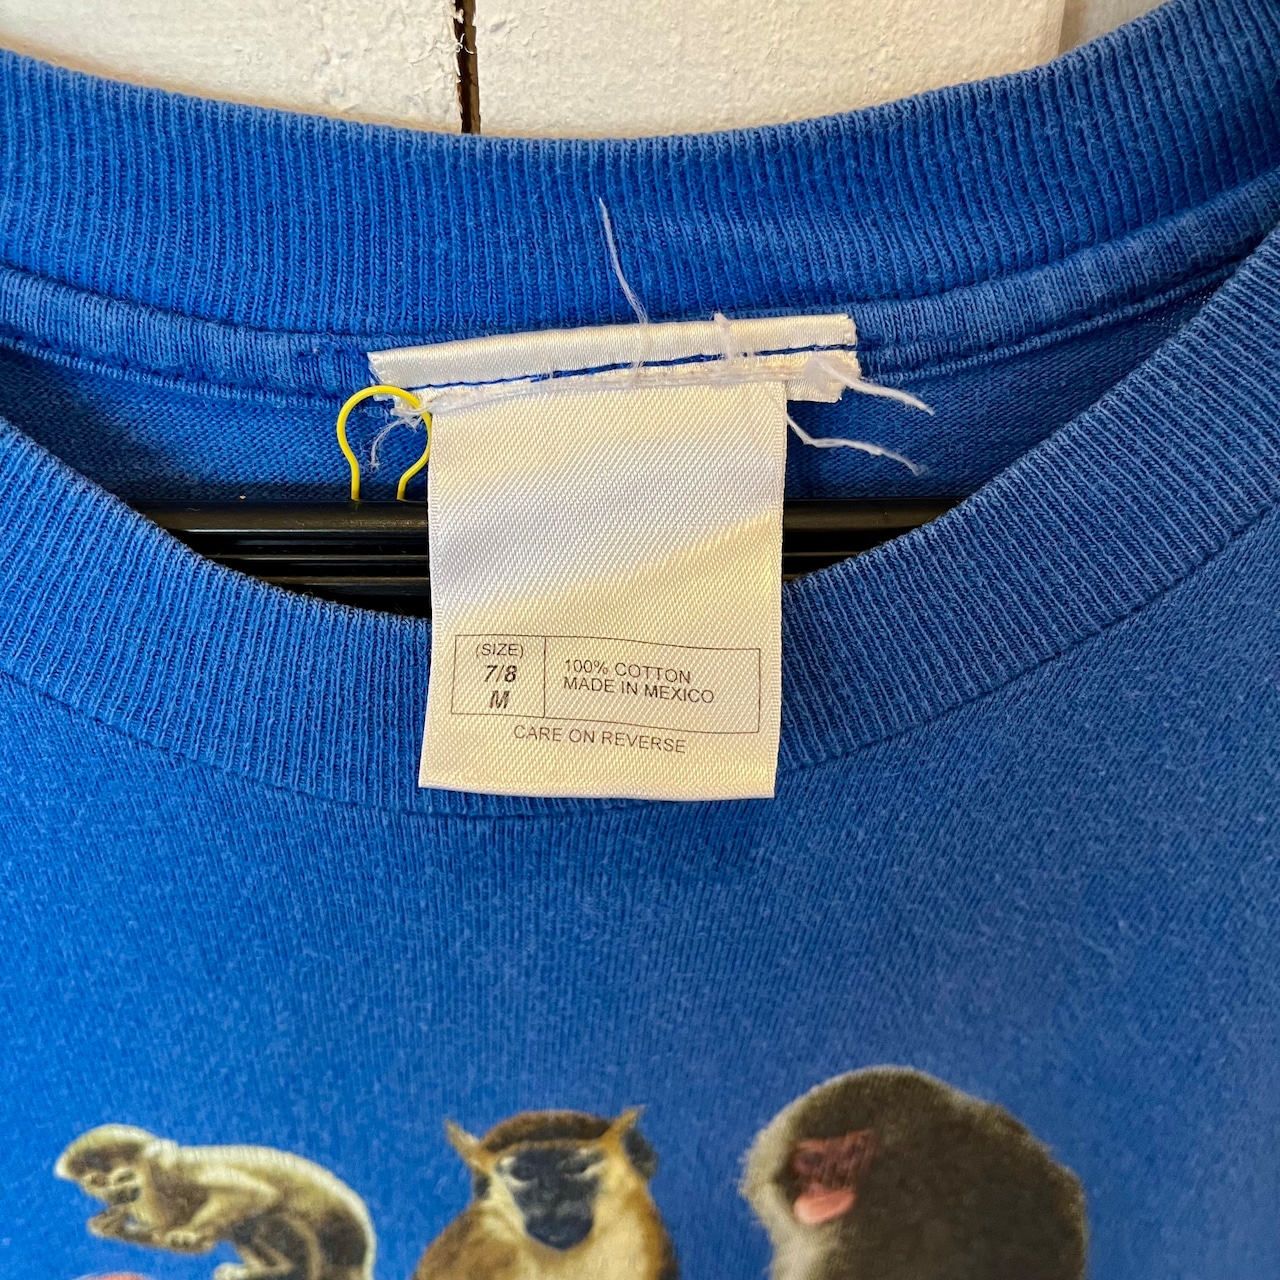 (SIZE)
7/8
M
100% COTTON
MADE IN MEXICO
CARE ON REVERSE